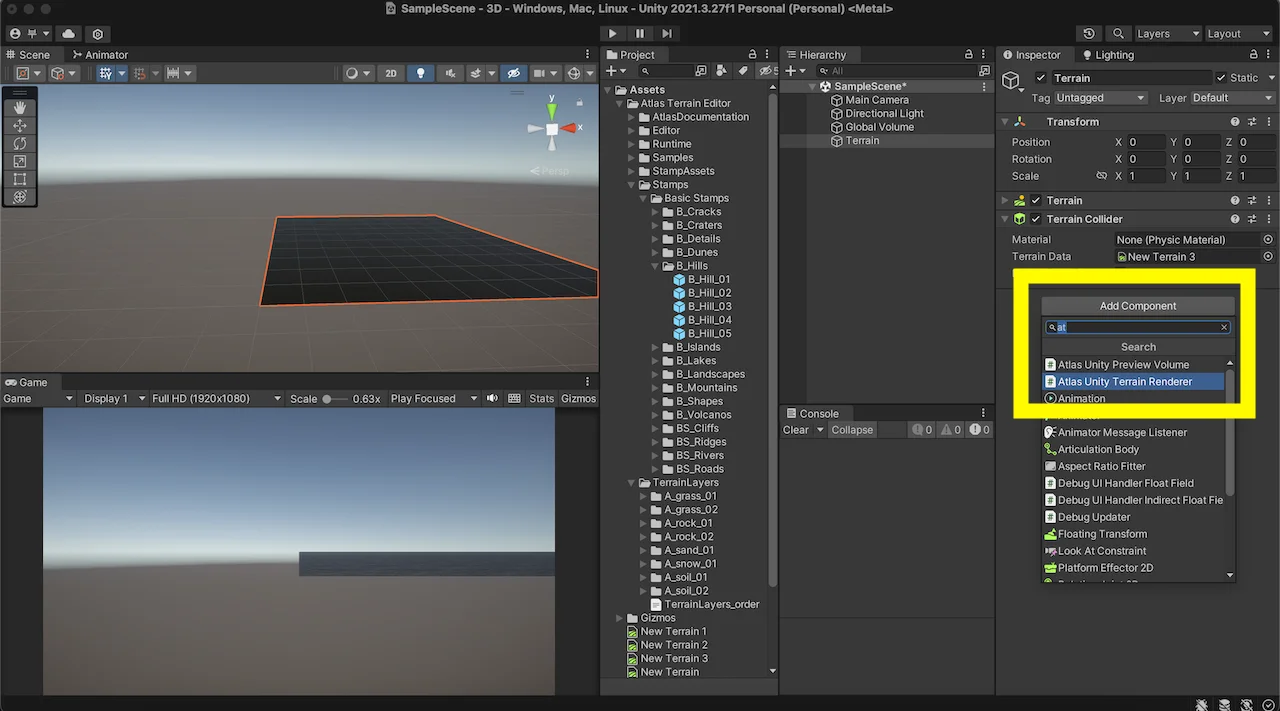 SampleScene - 3D - Windows, Mac, Linux - Unity 2021.3.27f1 Personal (Personal) <Metal>
Layers
Layout
Scene
Animator
2D
y
x
Persp
Game
Game
Display 1
Full HD (1920x1080)
Scale
0.63x
Play Focused
Stats
Gizmos
Project
5
Assets
Atlas Terrain Editor
AtlasDocumentation
Editor
Runtime
Samples
StampAssets
Stamps
Basic Stamps
B_Cracks
B_Craters
B_Details
B_Dunes
B_Hills
B_Hill_01
B_Hill_02
B_Hill_03
B_Hill_04
B_Hill_05
B_Islands
B_Lakes
B_Landscapes
B_Mountains
B_Shapes
B_Volcanos
BS_Cliffs
BS_Ridges
BS_Rivers
BS_Roads
TerrainLayers
A_grass_01
A_grass_02
A_rock_01
A_rock_02
A_sand_01
A_snow_01
A_soil_01
A_soil_02
TerrainLayers_order
Gizmos
New Terrain 1
New Terrain 2
New Terrain 3
New Terrain
Hierarchy
All
SampleScene*
Main Camera
Directional Light
Global Volume
Terrain
Console
Clear
Collapse
0
0
0
Inspector
Lighting
Terrain
Static
Tag Untagged
Layer Default
Transform
Position X 0 Y 0 Z 0
Rotation X 0 Y 0 Z 0
Scale X 1 Y 1 Z 1
Terrain
Terrain Collider
Material None (Physic Material)
Terrain Data New Terrain 3
Add Component
at
Search
Atlas Unity Preview Volume
Atlas Unity Terrain Renderer
Animation
Animator Message Listener
Articulation Body
Aspect Ratio Fitter
Debug UI Handler Float Field
Debug UI Handler Indirect Float Fie
Debug Updater
Floating Transform
Look At Constraint
Platform Effector 2D